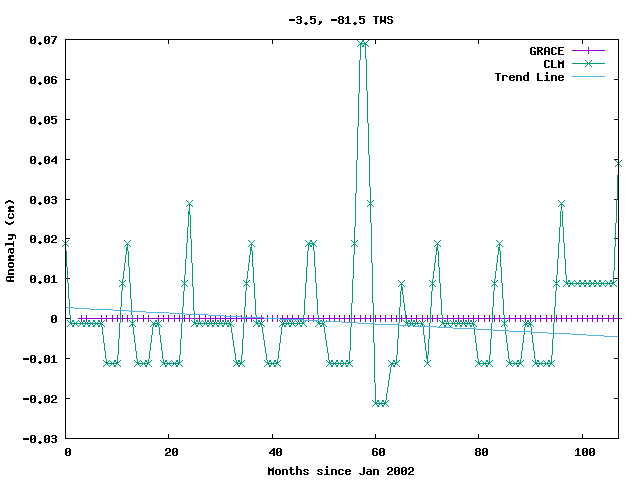 -3.5, -81.5 TWS
GRACE
CLM
Trend Line
Anomaly (cm)
0.07
0.06
0.05
0.04
0.03
0.02
0.01
0
-0.01
-0.02
-0.03
0 20 40 60 80 100
Months since Jan 2002